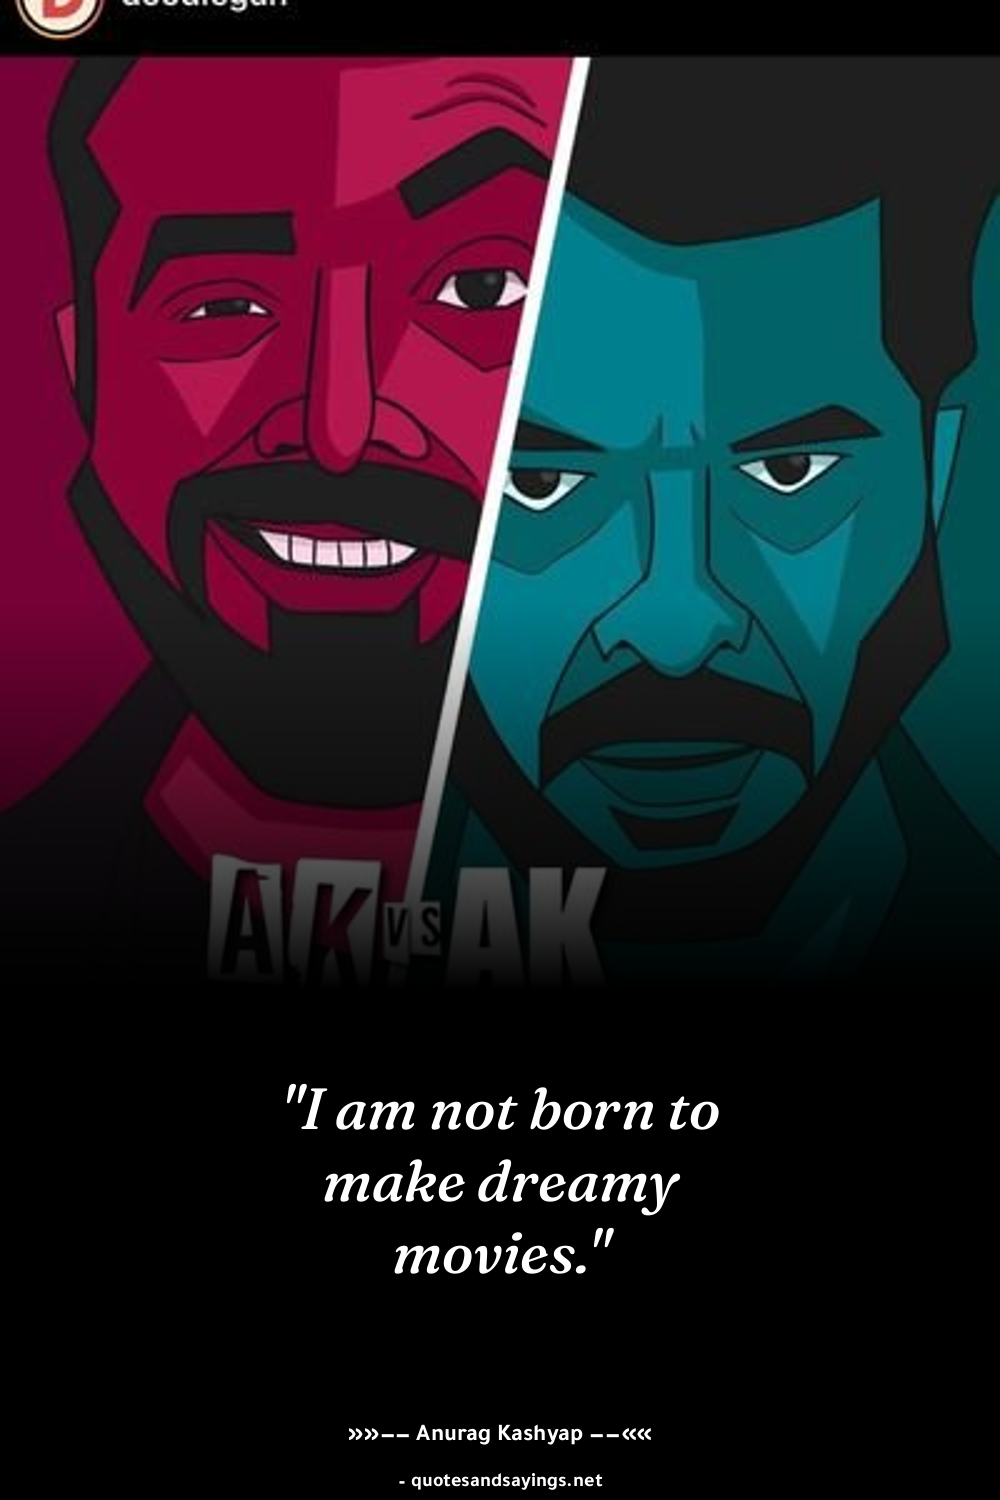 AK VS AK
"I am not born to
make dreamy
movies."
»»–– Anurag Kashyap ––««
- quotesandsayings.net